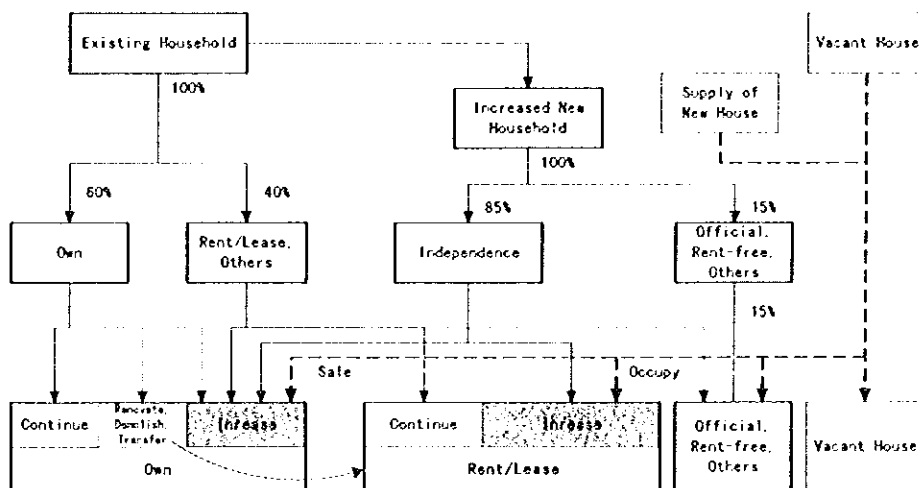 Existing Household
Vacant House
100%
Supply of
New House
Increased New
Household
100%
60%
40%
85%
15%
Own
Rent/Lease,
Others
Independence
Official,
Rent-free,
Others
15%
Sale
Occupy
Continue
Renovate,
Demolish,
Transfer
Inrease
Own
Continue
Inrease
Rent/Lease
Official,
Rent-free,
Others
Vacant House